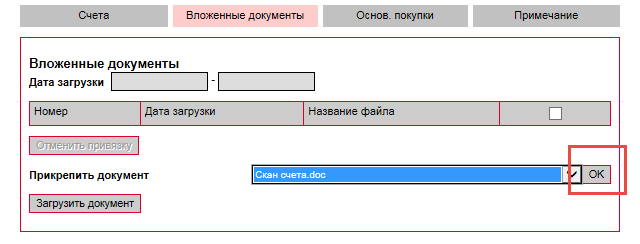 Счета Вложенные документы Основ. покупки Примечание
Вложенные документы
Дата загрузки -
Номер Дата загрузки Название файла
Отменить привязку
Прикрепить документ Скан счета.doc OK
Загрузить документ